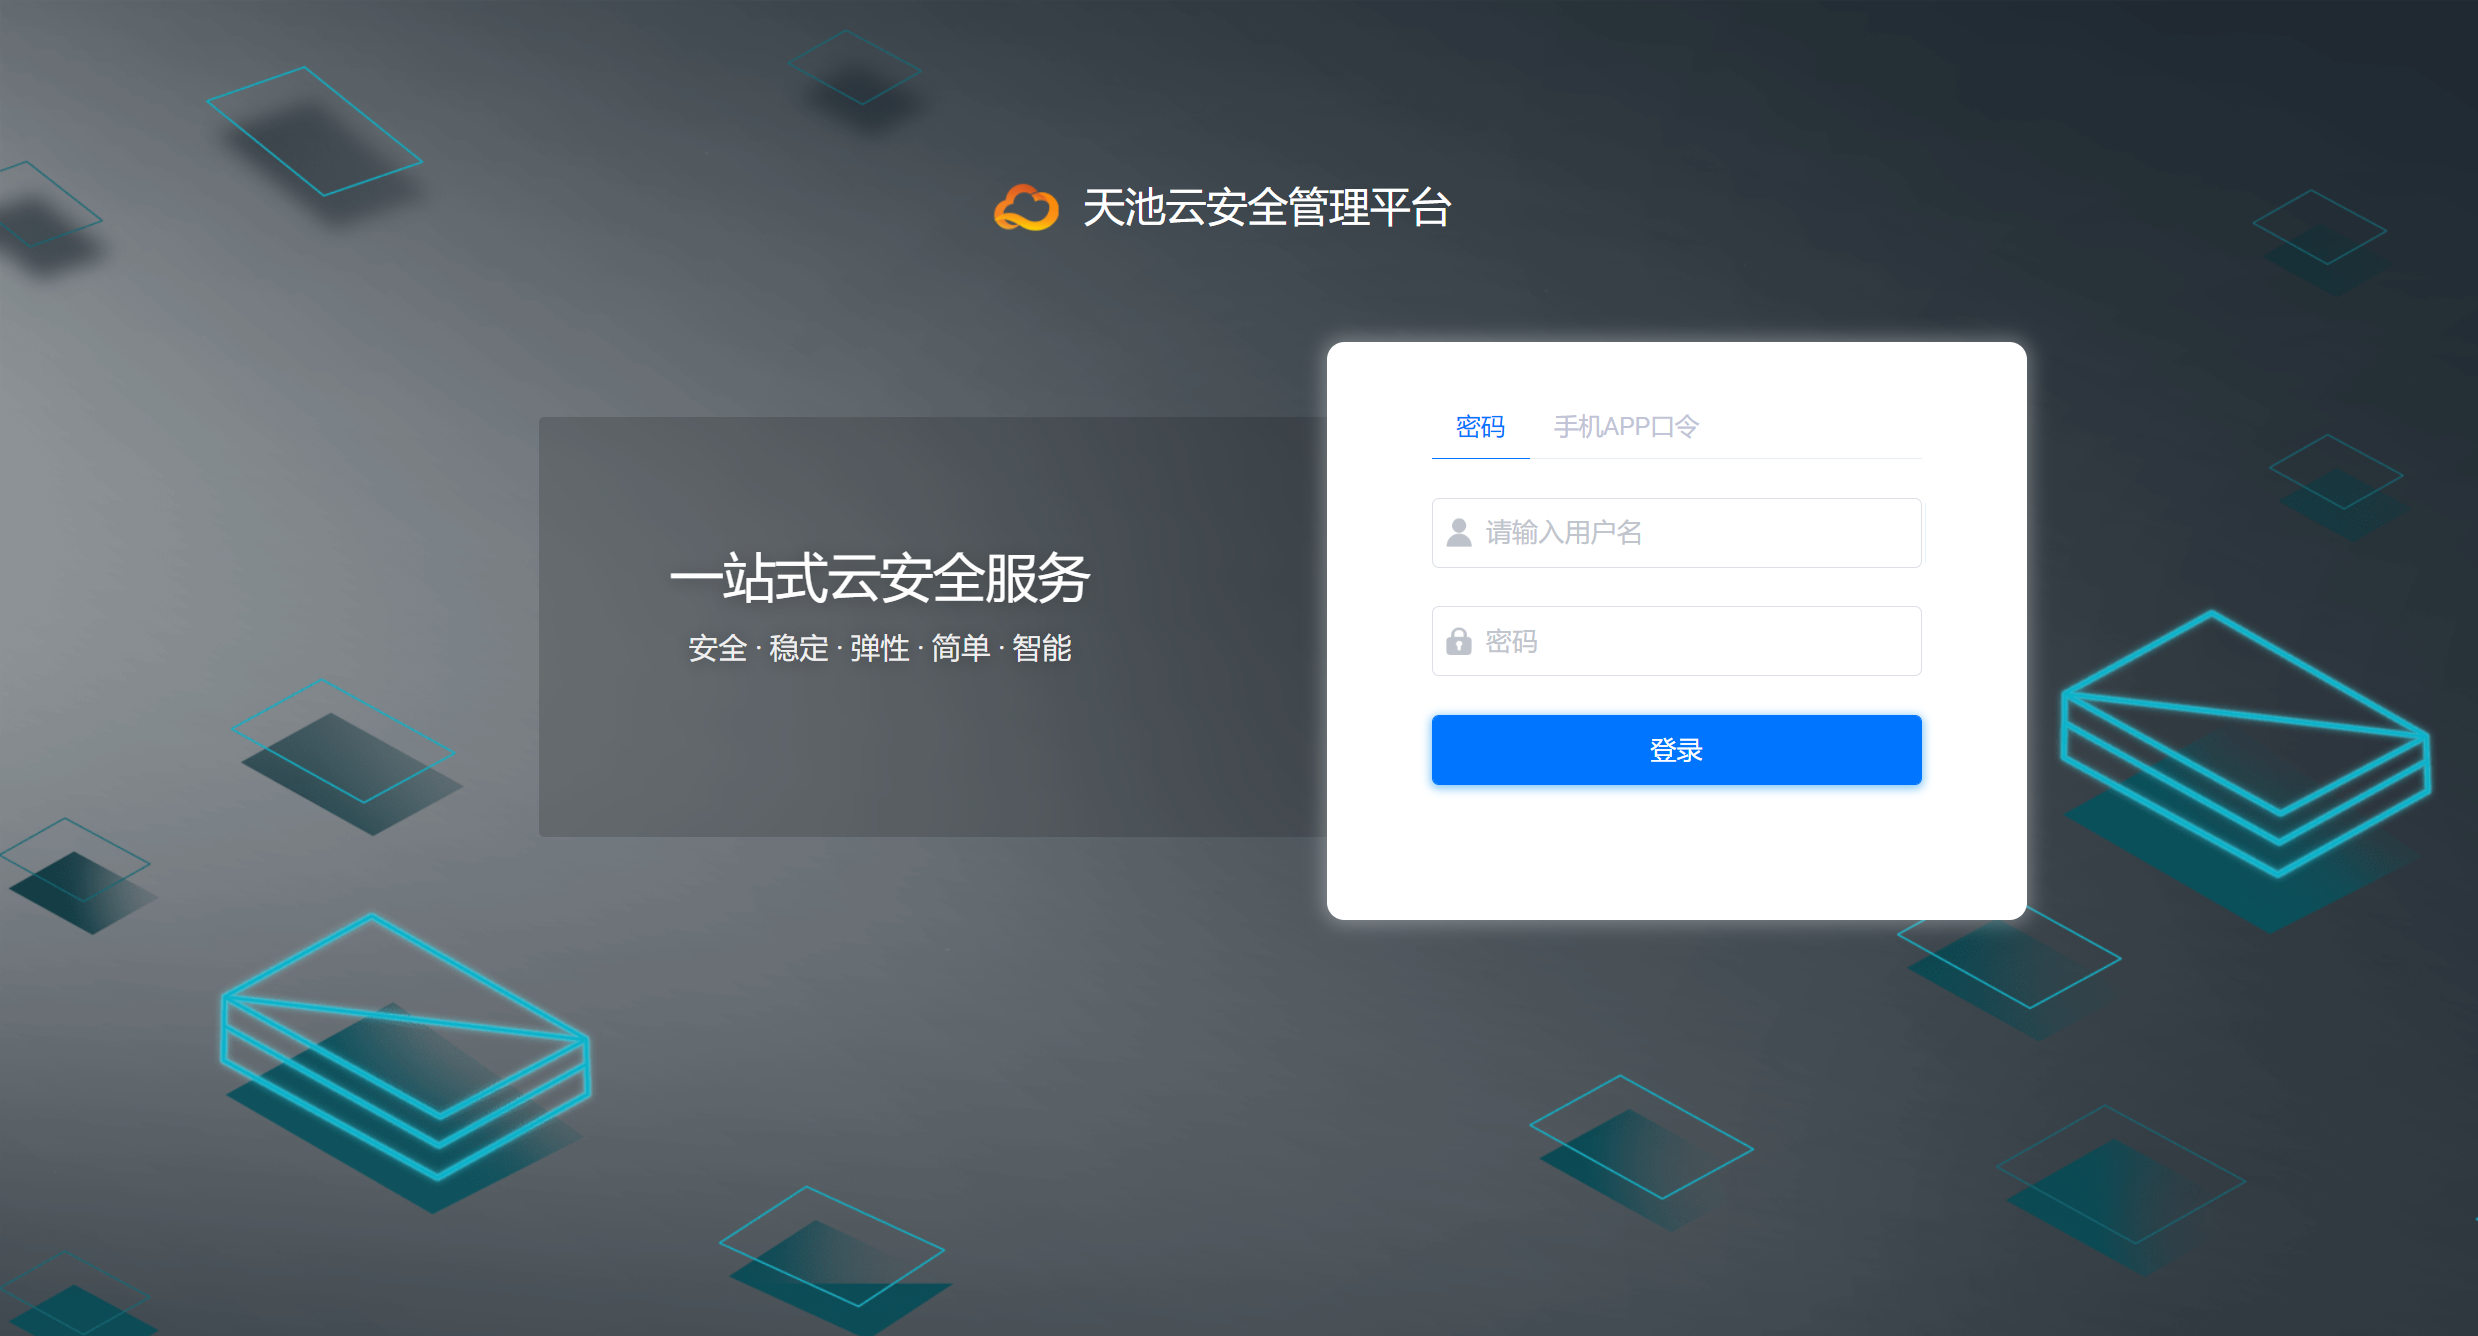 天池云安全管理平台
一站式云安全服务
安全 · 稳定 · 弹性 · 简单 · 智能
密码 手机APP口令
请输入用户名
密码
登录